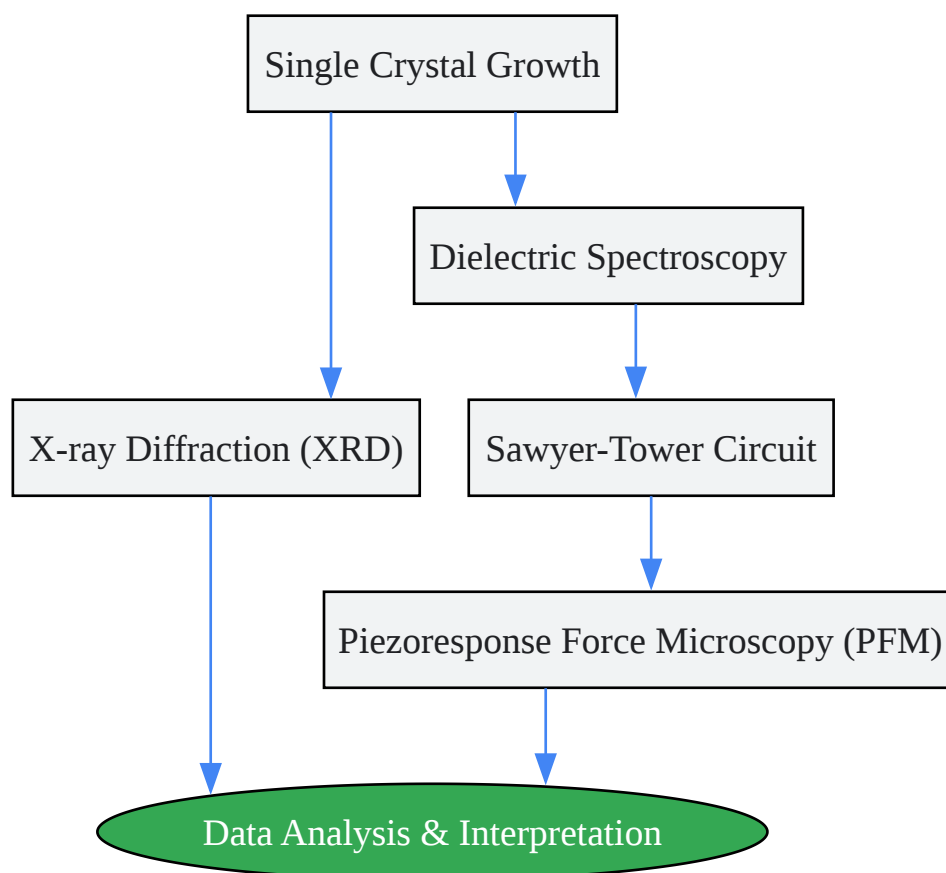 Single Crystal Growth
Dielectric Spectroscopy
X-ray Diffraction (XRD)
Sawyer-Tower Circuit
Piezoresponse Force Microscopy (PFM)
Data Analysis & Interpretation